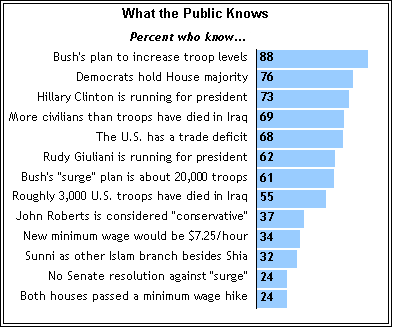 What the Public Knows
Percent who know...
Bush's plan to increase troop levels 88
Democrats hold House majority 76
Hillary Clinton is running for president 73
More civilians than troops have died in Iraq 69
The U.S. has a trade deficit 68
Rudy Giuliani is running for president 62
Bush's "surge" plan is about 20,000 troops 61
Roughly 3,000 U.S. troops have died in Iraq 55
John Roberts is considered "conservative" 37
New minimum wage would be $7.25/hour 34
Sunni as other Islam branch besides Shia 32
No Senate resolution against "surge" 24
Both houses passed a minimum wage hike 24